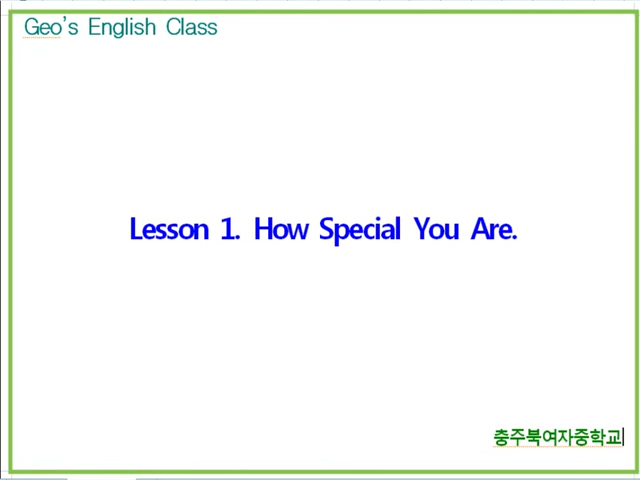 Geo's English Class
Lesson 1. How Special You Are.
충주북여자중학교